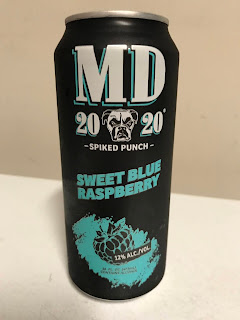 MD
20 20®
–SPIKED PUNCH–
SWEET BLUE
RASPBERRY
12% ALC./VOL.